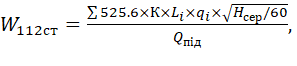 W₁₁₂ст = ∑ 525.6×К×Lᵢ×qᵢ×√(Hсер/60) / Qпід,